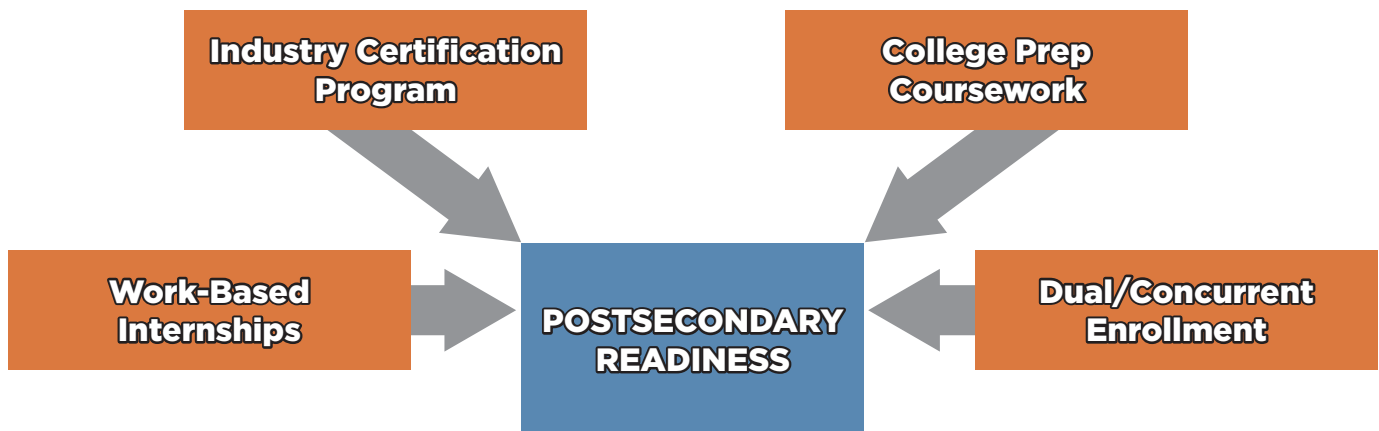 Industry Certification
Program
College Prep
Coursework
Work-Based
Internships
POSTSECONDARY
READINESS
Dual/Concurrent
Enrollment